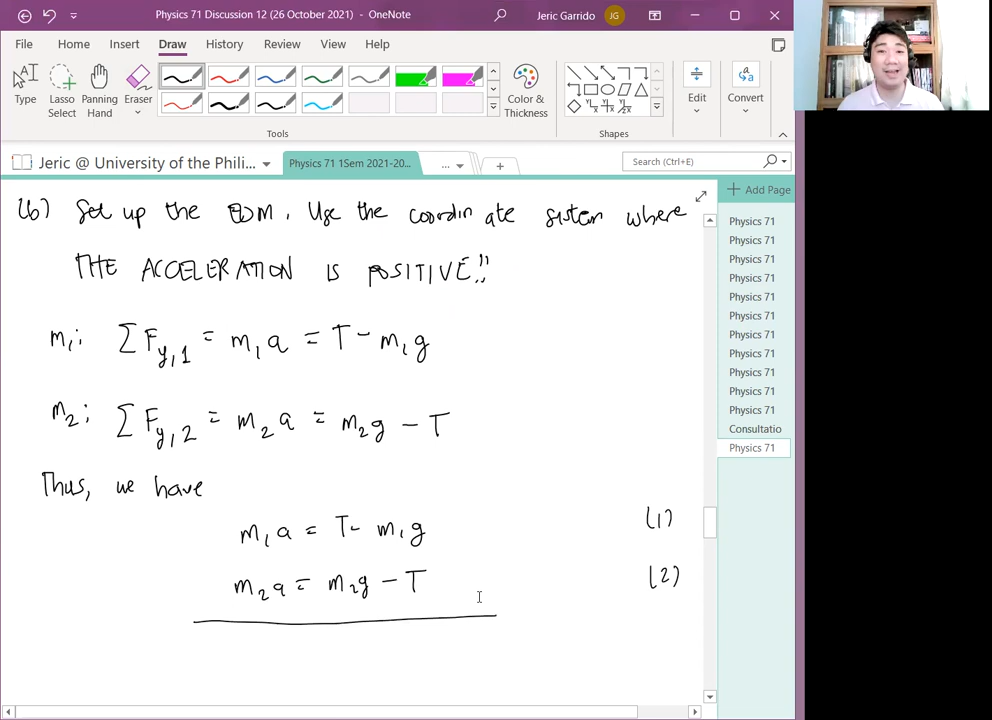 Physics 71 Discussion 12 (26 October 2021) - OneNote
Jeric Garrido
JG
File Home Insert Draw History Review View Help
Type
Lasso Select
Panning Hand
Eraser
Color & Thickness
Edit
Convert
Tools
Shapes
Jeric @ University of the Phili...
Physics 71 1Sem 2021-20...
...
Search (Ctrl+E)
Add Page
Physics 71
Physics 71
Physics 71
Physics 71
Physics 71
Physics 71
Physics 71
Physics 71
Physics 71
Physics 71
Physics 71
Consultatio
Physics 71
(b) Set up the EOM. Use the coordinate system where
THE ACCELERATION IS POSITIVE!!
m₁: ∑F_y,1 = m₁a = T - m₁g
m₂: ∑F_y,2 = m₂a = m₂g - T
Thus, we have
m₁a = T - m₁g (1)
m₂a = m₂g - T (2)